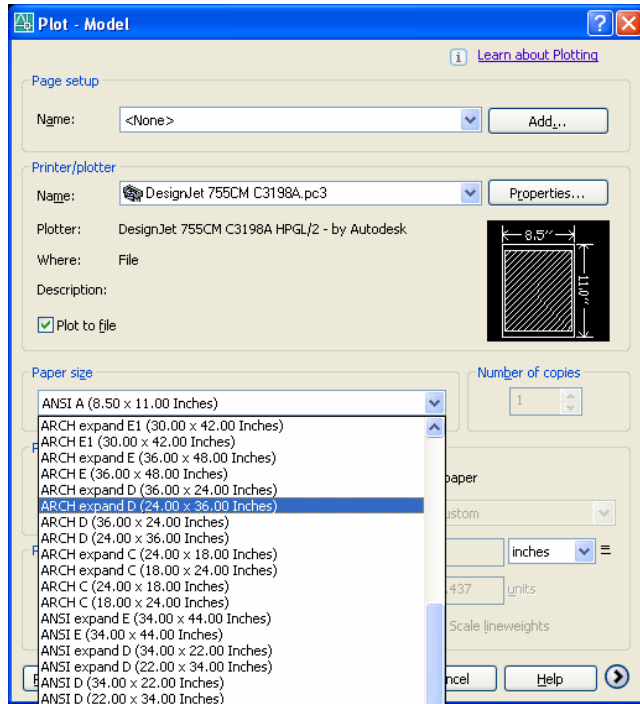 Plot - Model
Learn about Plotting
Page setup
Name: <None> Add...
Printer/plotter
Name: DesignJet 755CM C3198A.pc3 Properties...
Plotter: DesignJet 755CM C3198A HPGL/2 - by Autodesk
8.5″
Where: File
11.0″
Description:
Plot to file
Paper size
Number of copies
ANSI A (8.50 x 11.00 Inches)
1
ARCH expand E1 (30.00 x 42.00 Inches)
ARCH E1 (30.00 x 42.00 Inches)
ARCH expand E (36.00 x 48.00 Inches)
ARCH E (36.00 x 48.00 Inches)
paper
ARCH expand D (36.00 x 24.00 Inches)
ARCH expand D (24.00 x 36.00 Inches)
ustom
ARCH D (36.00 x 24.00 Inches)
ARCH D (24.00 x 36.00 Inches)
ARCH expand C (24.00 x 18.00 Inches)
inches
ARCH expand C (18.00 x 24.00 Inches)
ARCH C (24.00 x 18.00 Inches)
437 units
ARCH C (18.00 x 24.00 Inches)
ANSI expand E (34.00 x 44.00 Inches)
Scale lineweights
ANSI E (34.00 x 44.00 Inches)
ANSI expand D (34.00 x 22.00 Inches)
ANSI expand D (22.00 x 34.00 Inches)
ncel Help
ANSI D (34.00 x 22.00 Inches)
ANSI D (22.00 x 34.00 Inches)